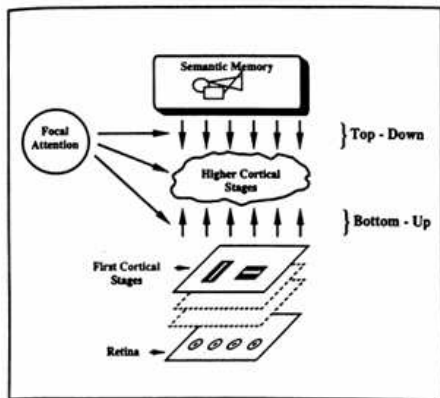 Semantic Memory
Focal
Attention
Top - Down
Higher Cortical
Stages
Bottom - Up
First Cortical
Stages
Retina